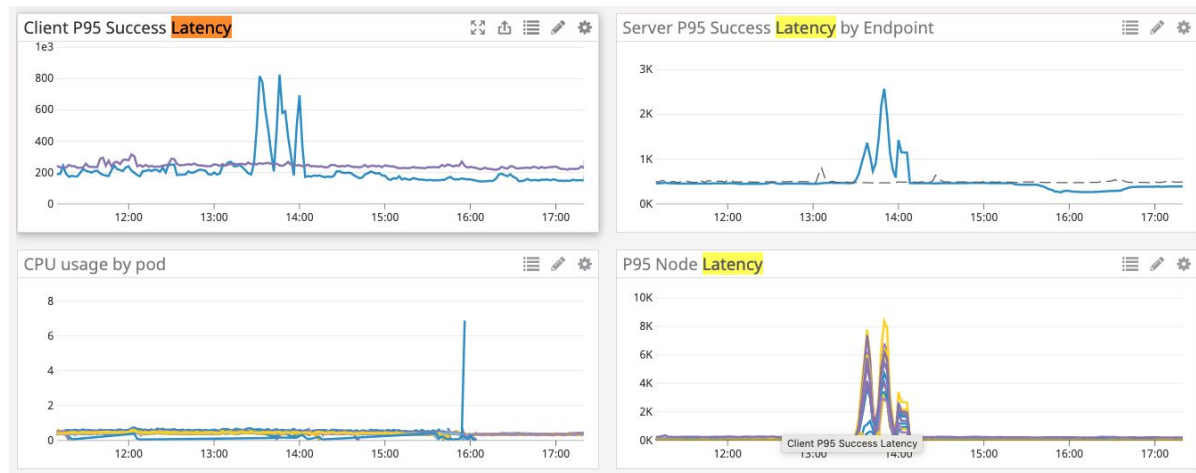 Client P95 Success Latency
1e3
800
600
400
200
0
12:00 13:00 14:00 15:00 16:00 17:00
Server P95 Success Latency by Endpoint
3K
2K
1K
0K
12:00 13:00 14:00 15:00 16:00 17:00
CPU usage by pod
8
6
4
2
0
12:00 13:00 14:00 15:00 16:00 17:00
P95 Node Latency
10K
8K
6K
4K
2K
0K
Client P95 Success Latency
12:00 13:00 14:00 15:00 16:00 17:00